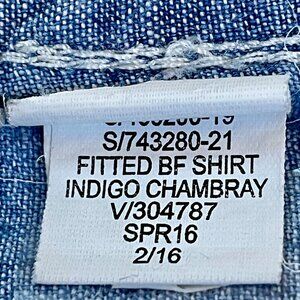 S/743280-21
FITTED BF SHIRT
INDIGO CHAMBRAY
V/304787
SPR16
2/16